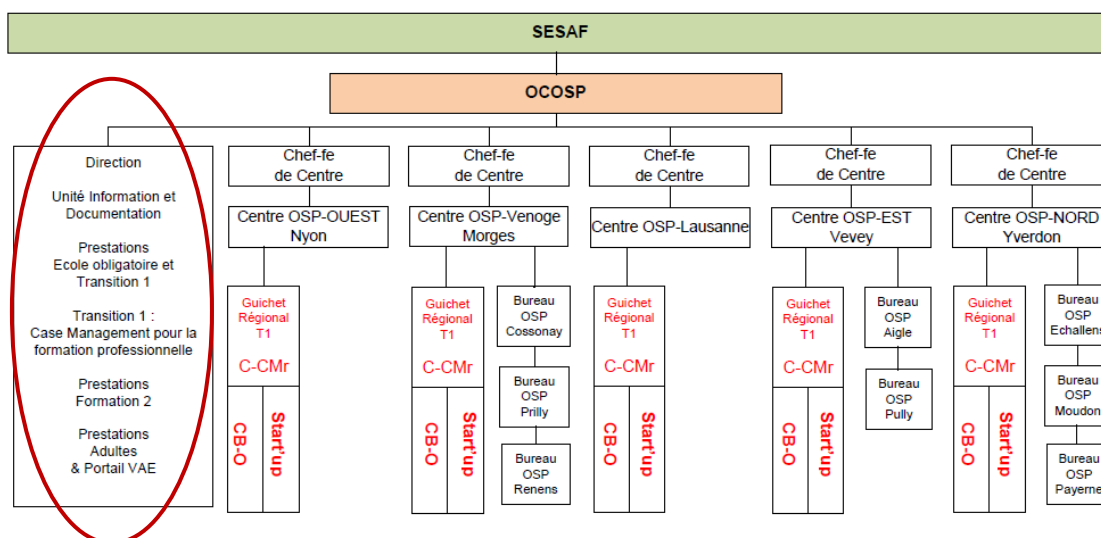 SESAF
OCOSP
Direction
Unité Information et
Documentation
Prestations
Ecole obligatoire et
Transition 1
Transition 1 :
Case Management pour la
formation professionnelle
Prestations
Formation 2
Prestations
Adultes
& Portail VAE
Chef-fe
de Centre
Centre OSP-OUEST
Nyon
Guichet
Régional
T1
C-CMr
CB-O
Start'up
Chef-fe
de Centre
Centre OSP-Venoge
Morges
Guichet
Régional
T1
C-CMr
CB-O
Start'up
Bureau
OSP
Cossonay
Bureau
OSP
Prilly
Bureau
OSP
Renens
Chef-fe
de Centre
Centre OSP-Lausanne
Guichet
Régional
T1
C-CMr
CB-O
Start'up
Chef-fe
de Centre
Centre OSP-EST
Vevey
Guichet
Régional
T1
C-CMr
CB-O
Start'up
Bureau
OSP
Aigle
Bureau
OSP
Pully
Chef-fe
de Centre
Centre OSP-NORD
Yverdon
Guichet
Régional
T1
C-CMr
CB-O
Start'up
Bureau
OSP
Echallens
Bureau
OSP
Moudon
Bureau
OSP
Payerne